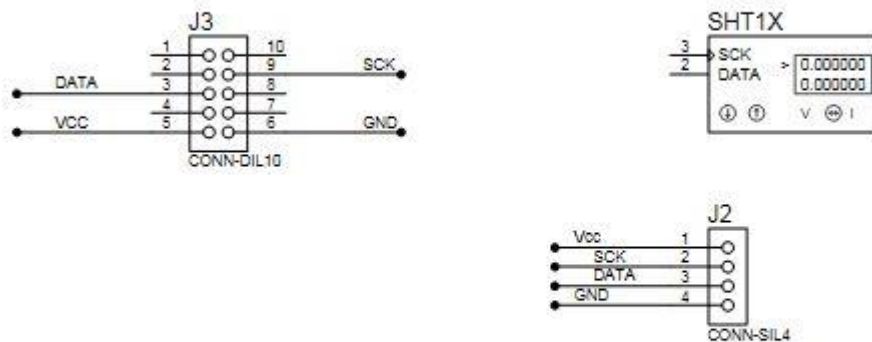 J3
1 10
2 9 SCK
DATA 3 8
4 7
VCC 5 6 GND
CONN-DIL10
SHT1X
3 SCK
2 DATA
> 0.000000
0.000000
V I
J2
Vcc 1
SCK 2
DATA 3
GND 4
CONN-SIL4